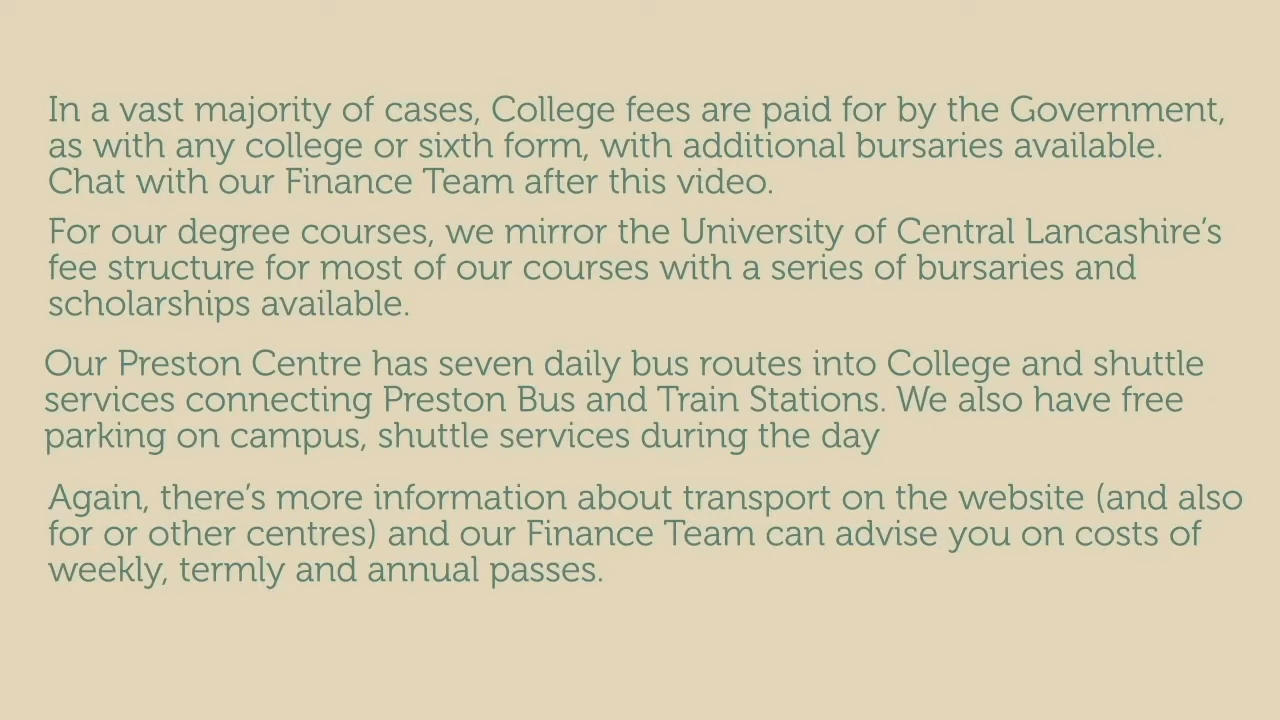 In a vast majority of cases, College fees are paid for by the Government,
as with any college or sixth form, with additional bursaries available.
Chat with our Finance Team after this video.
For our degree courses, we mirror the University of Central Lancashire’s
fee structure for most of our courses with a series of bursaries and
scholarships available.
Our Preston Centre has seven daily bus routes into College and shuttle
services connecting Preston Bus and Train Stations. We also have free
parking on campus, shuttle services during the day
Again, there’s more information about transport on the website (and also
for or other centres) and our Finance Team can advise you on costs of
weekly, termly and annual passes.